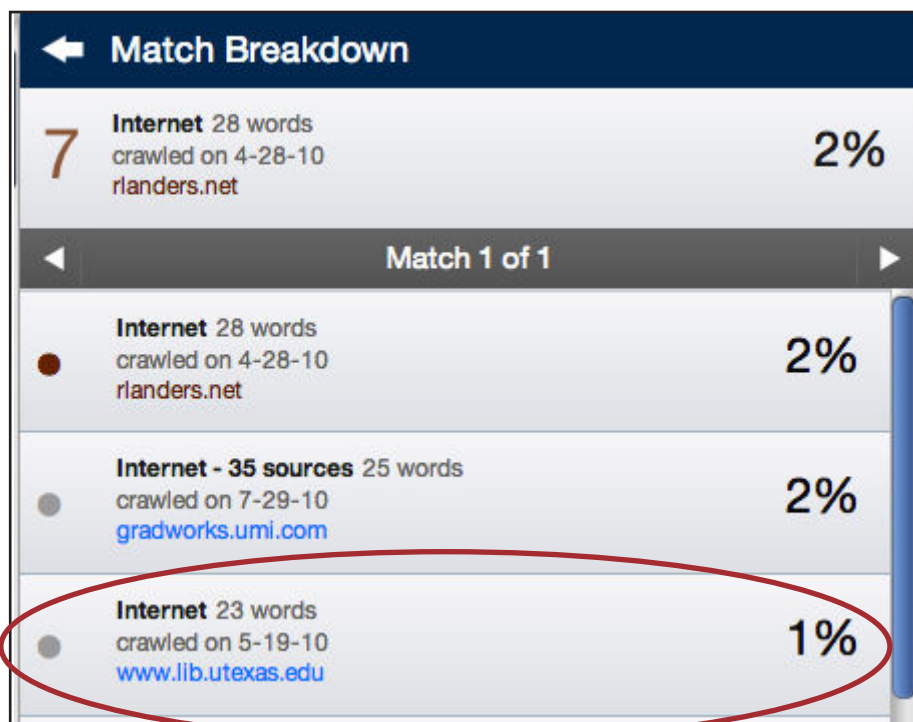 Match Breakdown
7
Internet 28 words
crawled on 4-28-10
rlanders.net
2%
Match 1 of 1
Internet 28 words
crawled on 4-28-10
rlanders.net
2%
Internet - 35 sources 25 words
crawled on 7-29-10
gradworks.umi.com
2%
Internet 23 words
crawled on 5-19-10
www.lib.utexas.edu
1%